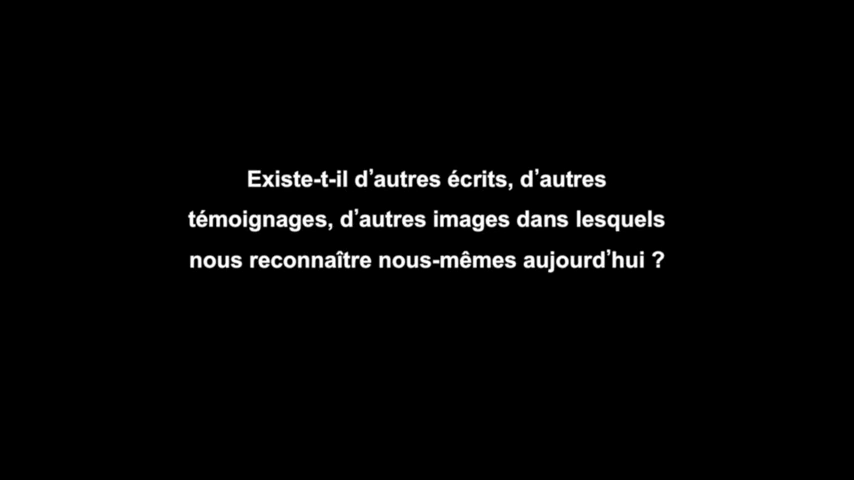 Existe-t-il d’autres écrits, d’autres
témoignages, d’autres images dans lesquels
nous reconnaître nous-mêmes aujourd’hui ?